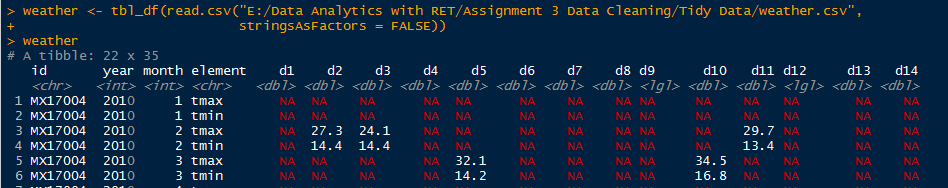 > weather <- tbl_df(read.csv("E:/Data Analytics with RET/Assignment 3 Data Cleaning/Tidy Data/weather.csv",
+ stringsAsFactors = FALSE))
> weather
# A tibble: 22 x 35
id year month element d1 d2 d3 d4 d5 d6 d7 d8 d9 d10 d11 d12 d13 d14
<chr> <int> <int> <chr> <dbl> <dbl> <dbl> <dbl> <dbl> <dbl> <dbl> <dbl> <lgl> <dbl> <dbl> <lgl> <dbl> <dbl>
1 MX17004 2010 1 tmax NA NA NA NA NA NA NA NA NA NA NA NA NA NA
2 MX17004 2010 1 tmin NA NA NA NA NA NA NA NA NA NA NA NA NA NA
3 MX17004 2010 2 tmax NA 27.3 24.1 NA NA NA NA NA NA NA 29.7 NA NA NA
4 MX17004 2010 2 tmin NA 14.4 14.4 NA NA NA NA NA NA NA 13.4 NA NA NA
5 MX17004 2010 3 tmax NA NA NA NA 32.1 NA NA NA NA 34.5 NA NA NA NA
6 MX17004 2010 3 tmin NA NA NA NA 14.2 NA NA NA NA 16.8 NA NA NA NA